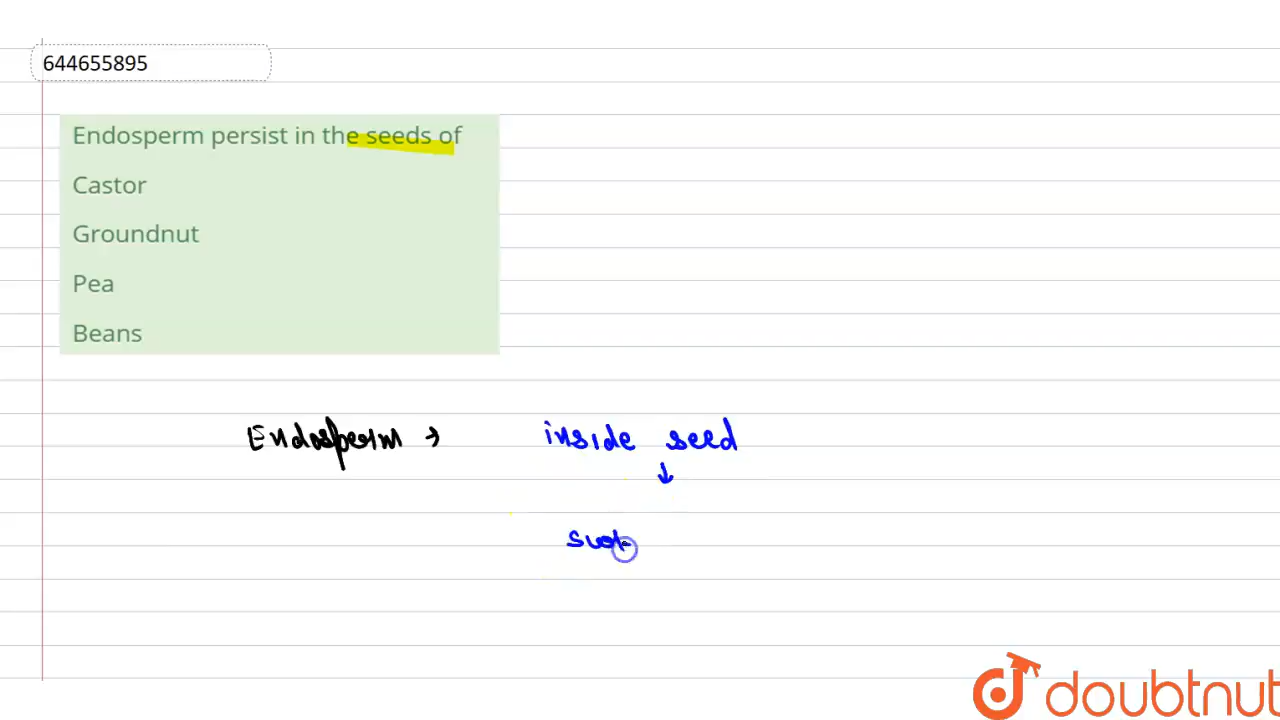 644655895
Endosperm persist in the seeds of
Castor
Groundnut
Pea
Beans
Endosperm → inside seed
↓
doubtnut